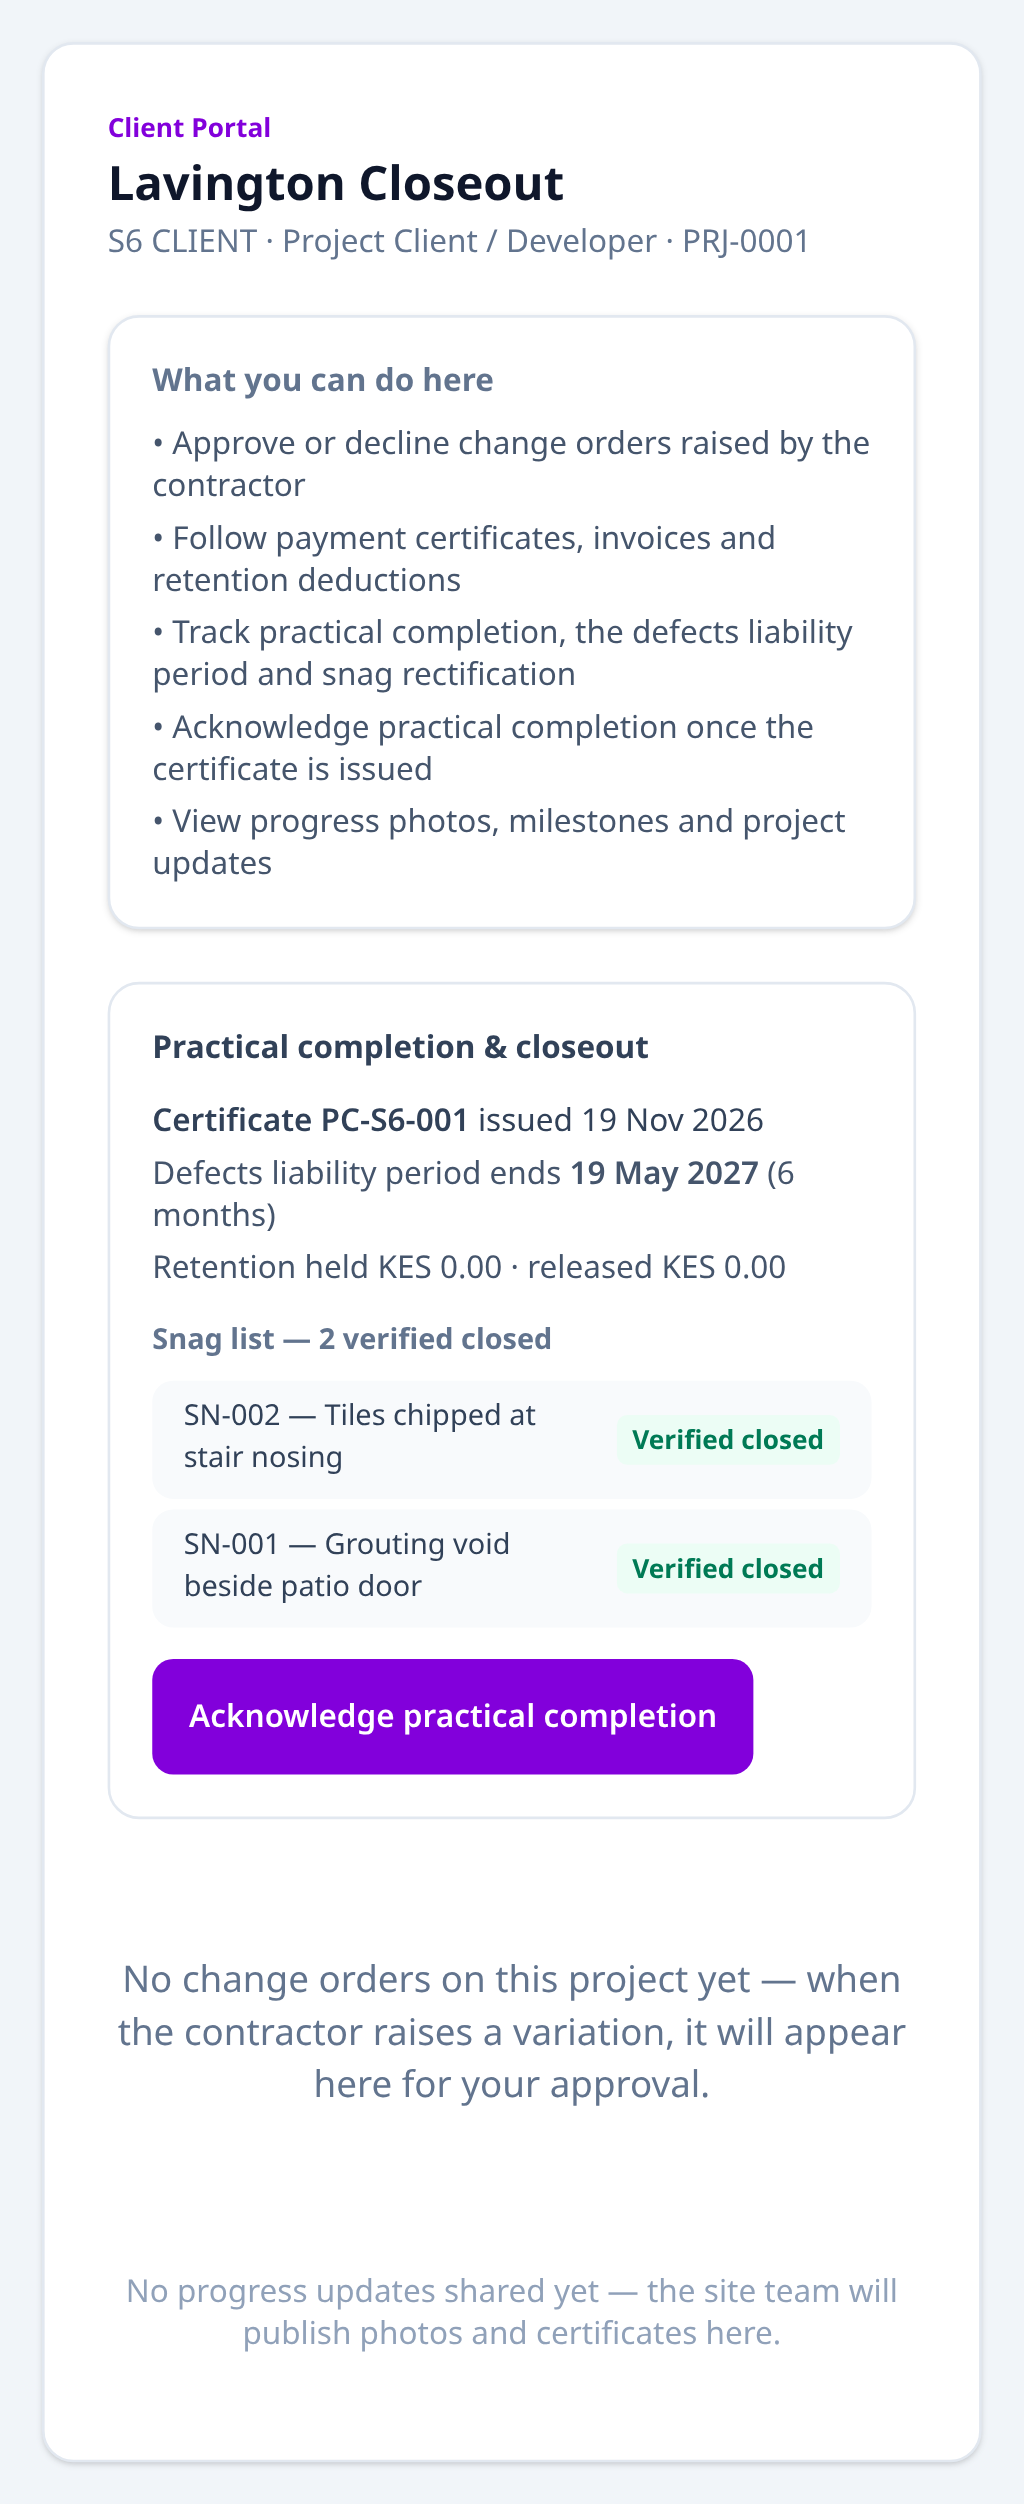 Client Portal
Lavington Closeout
S6 CLIENT · Project Client / Developer · PRJ-0001
What you can do here
• Approve or decline change orders raised by the
contractor
• Follow payment certificates, invoices and
retention deductions
• Track practical completion, the defects liability
period and snag rectification
• Acknowledge practical completion once the
certificate is issued
• View progress photos, milestones and project
updates
Practical completion & closeout
Certificate PC-S6-001 issued 19 Nov 2026
Defects liability period ends 19 May 2027 (6
months)
Retention held KES 0.00 · released KES 0.00
Snag list — 2 verified closed
SN-002 — Tiles chipped at
stair nosing
Verified closed
SN-001 — Grouting void
beside patio door
Verified closed
Acknowledge practical completion
No change orders on this project yet — when
the contractor raises a variation, it will appear
here for your approval.
No progress updates shared yet — the site team will
publish photos and certificates here.